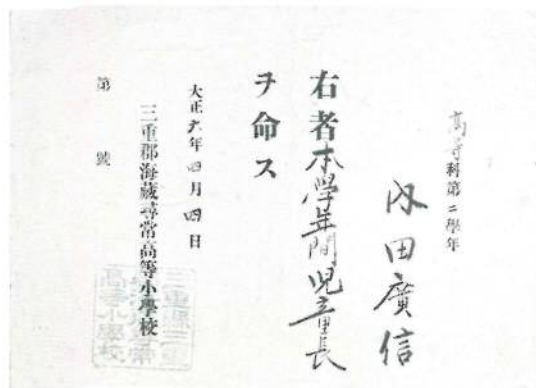 高等科第二學年
内田廣信
右者本學年間児童長
ヲ命ス
大正六年四月四日
三重郡海藏尋常高等小學校
第　號